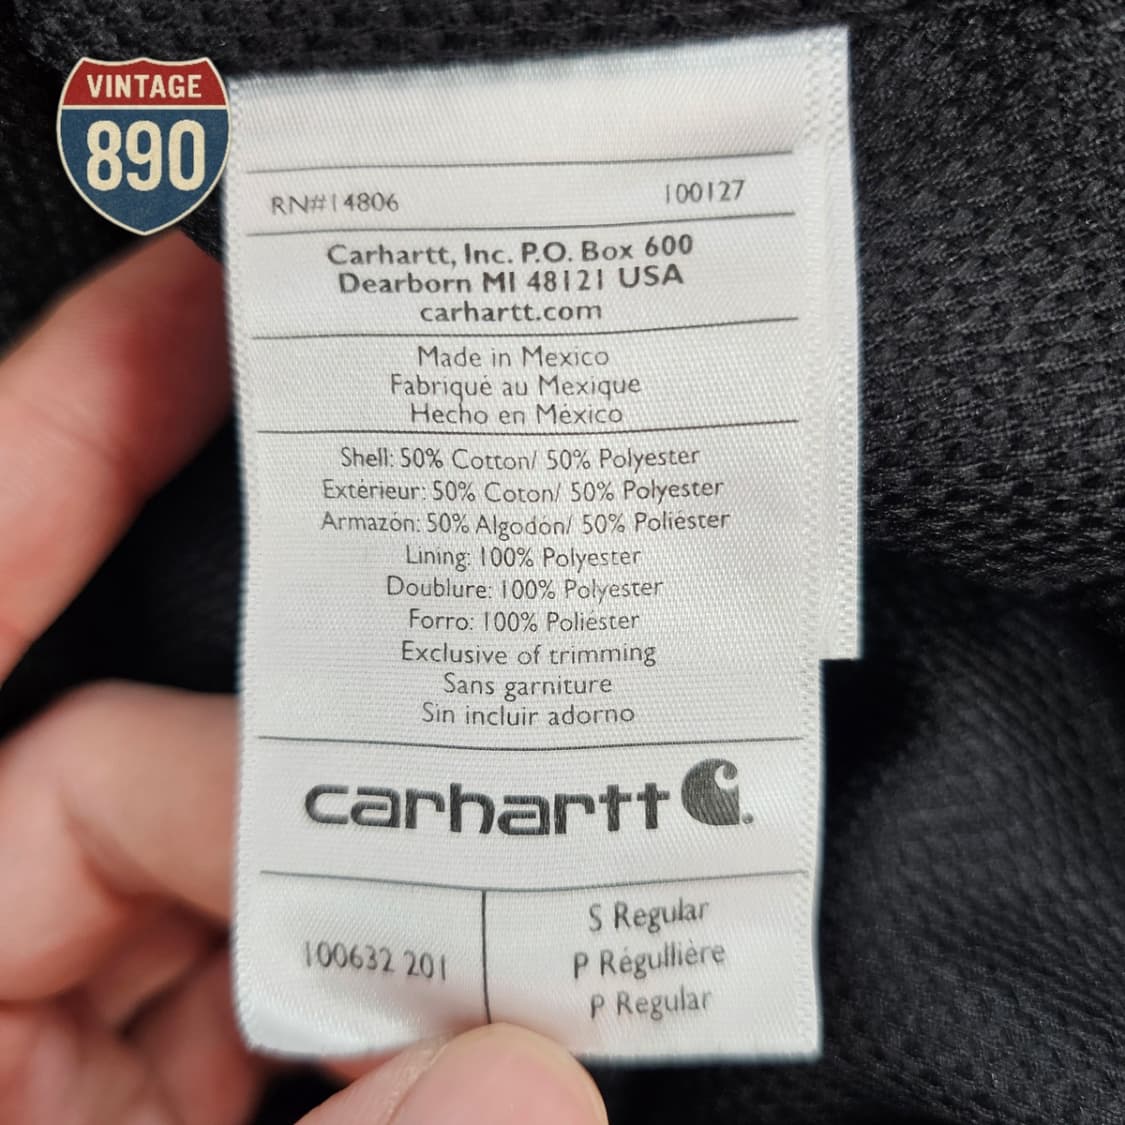 VINTAGE
890
RN#14806 100127
Carhartt, Inc. P.O. Box 600
Dearborn MI 48121 USA
carhartt.com
Made in Mexico
Fabriqué au Mexique
Hecho en México
Shell: 50% Cotton/ 50% Polyester
Extérieur: 50% Coton/ 50% Polyester
Armazón: 50% Algodón/ 50% Poliéster
Lining: 100% Polyester
Doublure: 100% Polyester
Forro: 100% Poliéster
Exclusive of trimming
Sans garniture
Sin incluir adorno
carhartt
100632 201
S Regular
P Régullière
P Regular